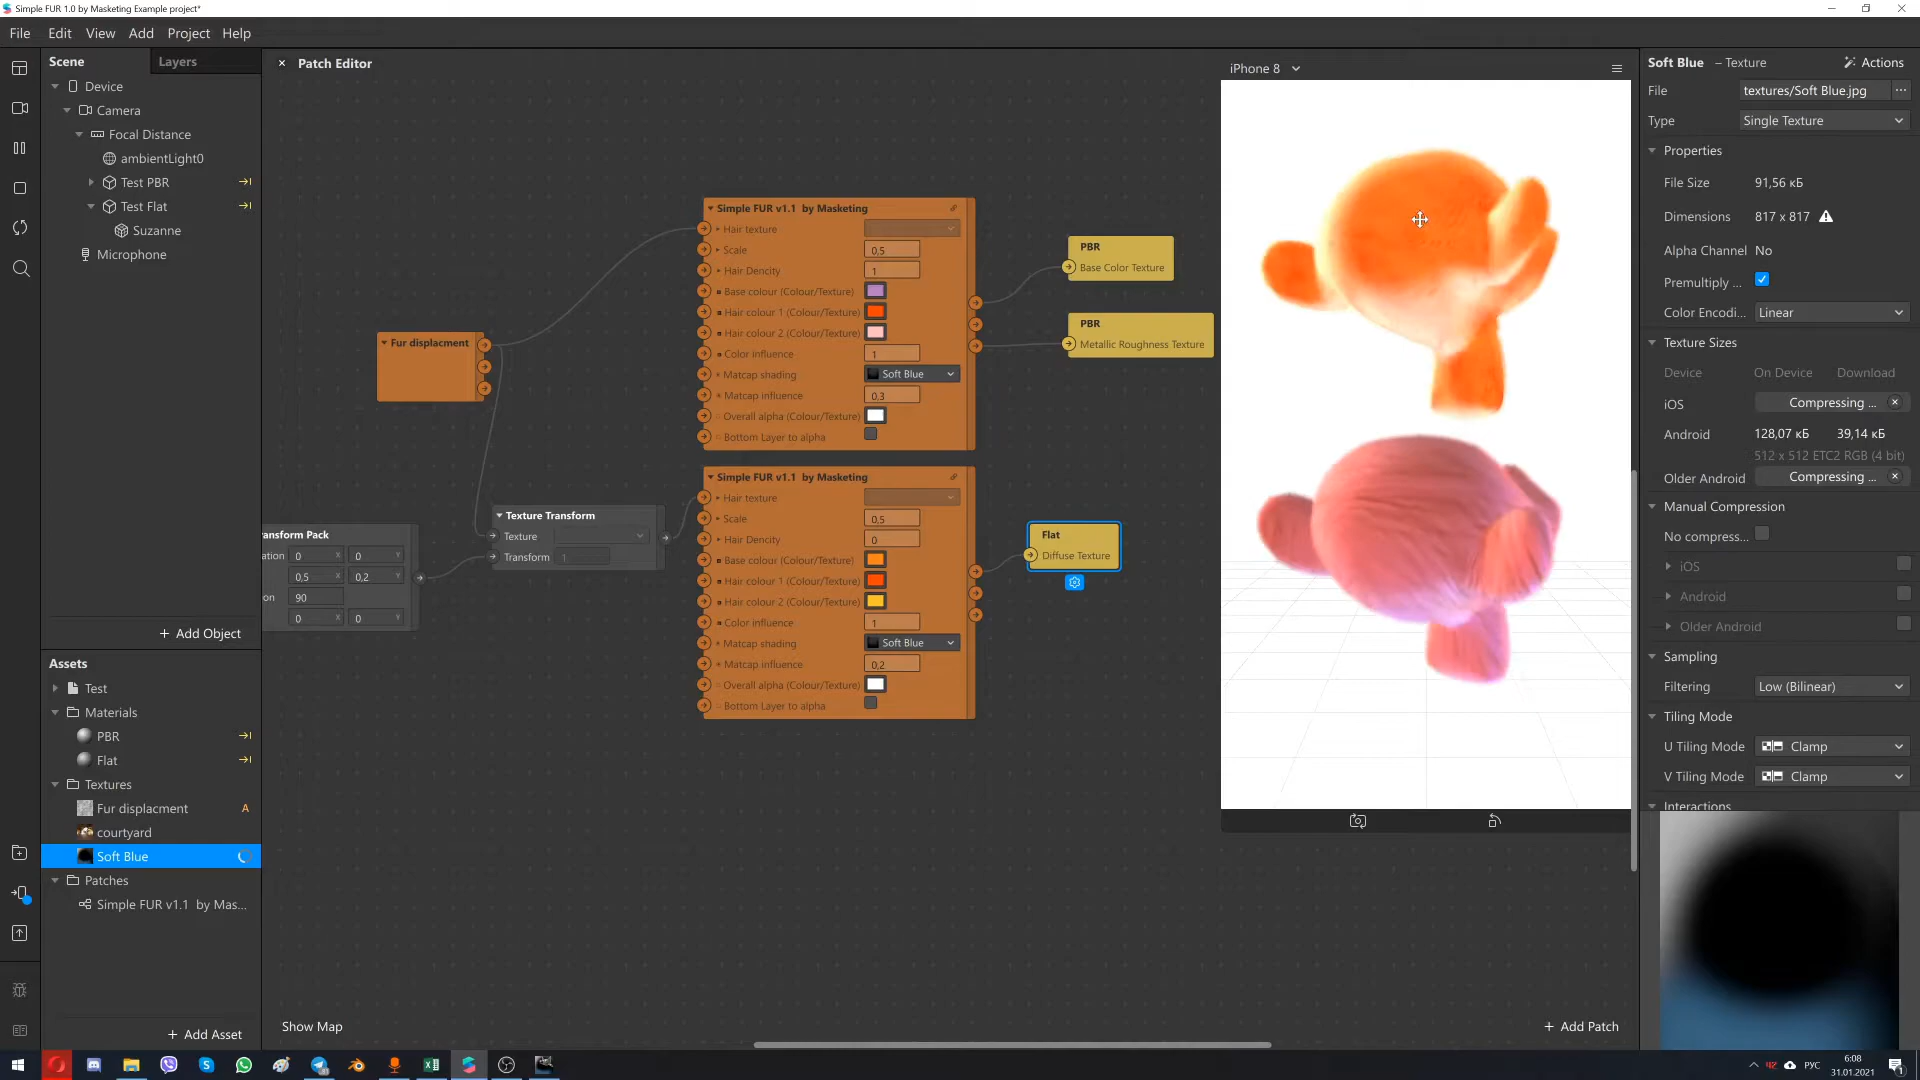 Simple FUR 1.0 by Masketing Example project*
File Edit View Add Project Help
Scene
Layers
Device
Camera
Focal Distance
ambientLight0
Test PBR
Test Flat
Suzanne
Microphone
+ Add Object
Assets
Test
Materials
PBR
Flat
Textures
Fur displacment A
courtyard
Soft Blue
Patches
Simple FUR v1.1 by Mas...
+ Add Asset
× Patch Editor
Fur displacment
Simple FUR v1.1 by Masketing
Hair texture
Scale 0,5
Hair Dencity 1
Base colour (Colour/Texture)
Hair colour 1 (Colour/Texture)
Hair colour 2 (Colour/Texture)
Color influence 1
Matcap shading Soft Blue
Matcap influence 0,3
Overall alpha (Colour/Texture)
Bottom Layer to alpha
PBR
Base Color Texture
PBR
Metallic Roughness Texture
ransform Pack
ation 0 X 0 Y
0,5 X 0,2 Y
on 90
0 X 0 Y
Texture Transform
Texture
Transform 1
Simple FUR v1.1 by Masketing
Hair texture
Scale 0,5
Hair Dencity 0
Base colour (Colour/Texture)
Hair colour 1 (Colour/Texture)
Hair colour 2 (Colour/Texture)
Color influence 1
Matcap shading Soft Blue
Matcap influence 0,2
Overall alpha (Colour/Texture)
Bottom Layer to alpha
Flat
Diffuse Texture
Show Map
+ Add Patch
iPhone 8
Soft Blue – Texture Actions
File textures/Soft Blue.jpg ...
Type Single Texture
Properties
File Size 91,56 кБ
Dimensions 817 x 817
Alpha Channel No
Premultiply ...
Color Encodi... Linear
Texture Sizes
Device On Device Download
iOS Compressing ... ×
Android 128,07 кБ 39,14 кБ
512 x 512 ETC2 RGB (4 bit)
Older Android Compressing ... ×
Manual Compression
No compress...
iOS
Android
Older Android
Sampling
Filtering Low (Bilinear)
Tiling Mode
U Tiling Mode Clamp
V Tiling Mode Clamp
Interactions
РУС
6:08
31.01.2021